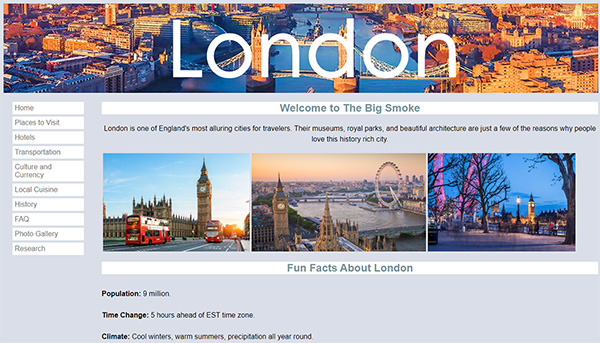 London
Home
Places to Visit
Hotels
Transportation
Culture and
Currency
Local Cuisine
History
FAQ
Photo Gallery
Research
Welcome to The Big Smoke
London is one of England's most alluring cities for travelers. Their museums, royal parks, and beautiful architecture are just a few of the reasons why people
love this history rich city.
Fun Facts About London
Population: 9 million.
Time Change: 5 hours ahead of EST time zone.
Climate: Cool winters, warm summers, precipitation all year round.